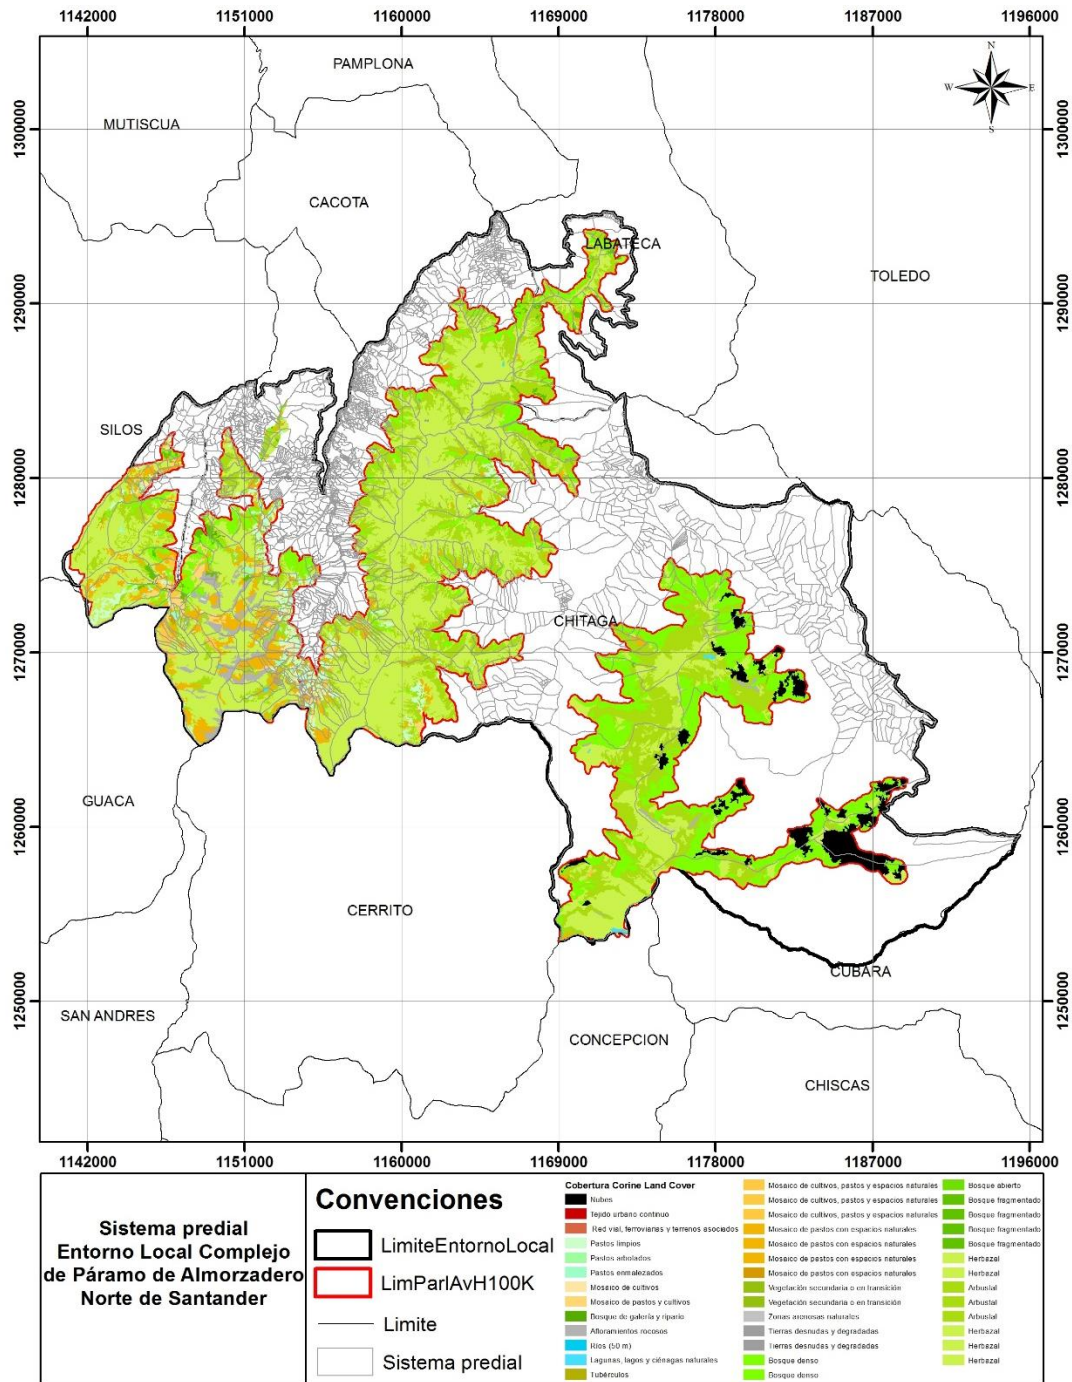 1142000 1151000 1160000 1169000 1178000 1187000 1196000
PAMPLONA
N
W E
S
MUTISCUA
1300000 1300000
CACOTA
LABATECA
TOLEDO
1290000 1290000
SILOS
1280000 1280000
CHITAGA
1270000 1270000
GUACA
1260000 1260000
CERRITO
CUBARA
SAN ANDRES
1250000 1250000
CONCEPCION
CHISCAS
1142000 1151000 1160000 1169000 1178000 1187000 1196000
Sistema predial
Entorno Local Complejo
de Páramo de Almorzadero
Norte de Santander
Convenciones
LimiteEntornoLocal
LimParlAvH100K
Limite
Sistema predial
Cobertura Corine Land Cover
Nubes
Tejido urbano continuo
Red vial, ferroviarias y terrenos asociados
Pastos limpios
Pastos arbolados
Pastos enmalezados
Mosaico de cultivos
Mosaico de pastos y cultivos
Bosque de galería y ripario
Afloramientos rocosos
Ríos (50 m)
Lagunas, lagos y ciénagas naturales
Tubérculos
Mosaico de cultivos, pastos y espacios naturales
Mosaico de cultivos, pastos y espacios naturales
Mosaico de cultivos, pastos y espacios naturales
Mosaico de pastos con espacios naturales
Mosaico de pastos con espacios naturales
Mosaico de pastos con espacios naturales
Mosaico de pastos con espacios naturales
Vegetación secundaria o en transición
Vegetación secundaria o en transición
Zonas arenosas naturales
Tierras desnudas y degradadas
Tierras desnudas y degradadas
Bosque denso
Bosque denso
Bosque abierto
Bosque fragmentado
Bosque fragmentado
Bosque fragmentado
Bosque fragmentado
Herbazal
Herbazal
Arbustal
Arbustal
Arbustal
Herbazal
Herbazal
Herbazal